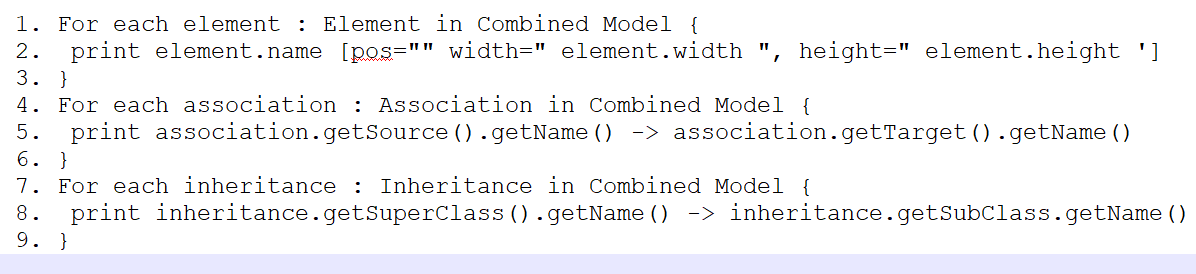 1. For each element : Element in Combined Model {
2.  print element.name [pos="" width=" element.width ", height=" element.height ']
3. }
4. For each association : Association in Combined Model {
5.  print association.getSource().getName() -> association.getTarget().getName()
6. }
7. For each inheritance : Inheritance in Combined Model {
8.  print inheritance.getSuperClass().getName() -> inheritance.getSubClass.getName()
9. }